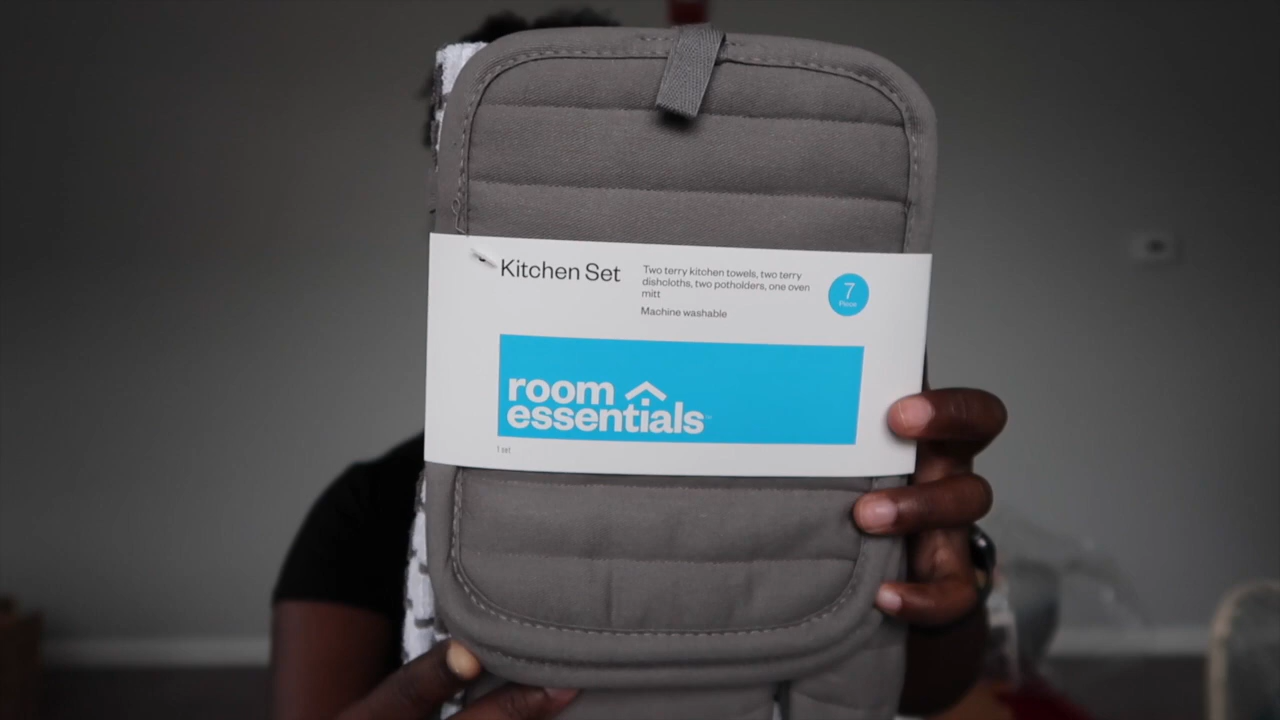 Kitchen Set
Two terry kitchen towels, two terry
dishcloths, two potholders, one oven
mitt
Machine washable
7
Piece
room
essentials
1 set